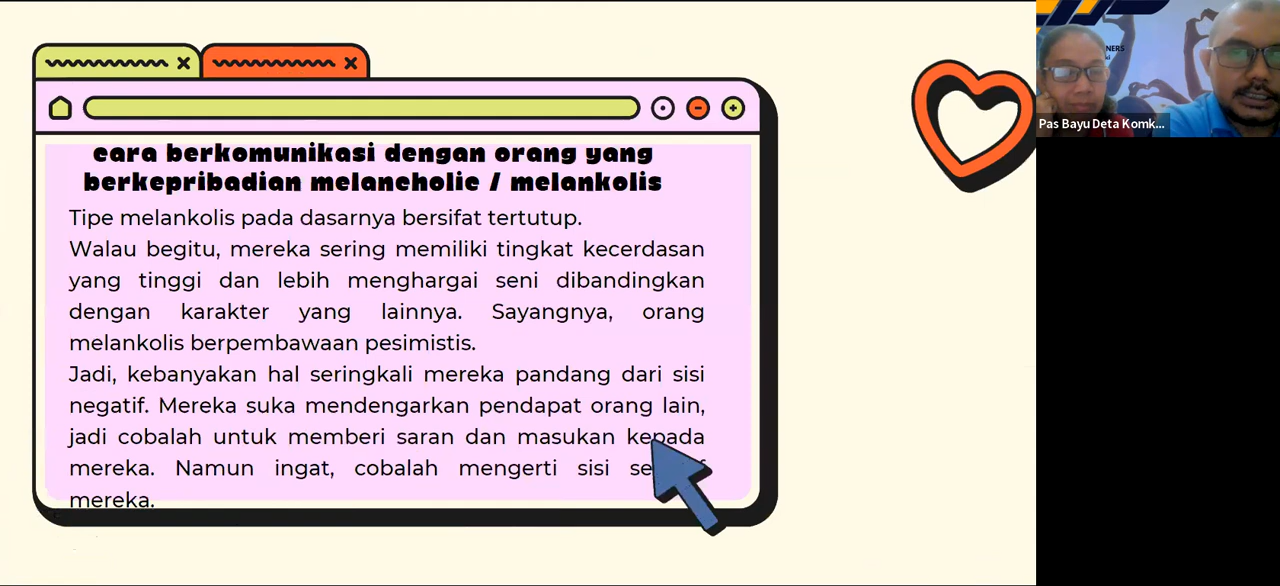 cara berkomunikasi dengan orang yang
berkepribadian melancholic / melankolis
Tipe melankolis pada dasarnya bersifat tertutup.
Walau begitu, mereka sering memiliki tingkat kecerdasan
yang tinggi dan lebih menghargai seni dibandingkan
dengan karakter yang lainnya. Sayangnya, orang
melankolis berpembawaan pesimistis.
Jadi, kebanyakan hal seringkali mereka pandang dari sisi
negatif. Mereka suka mendengarkan pendapat orang lain,
jadi cobalah untuk memberi saran dan masukan kepada
mereka. Namun ingat, cobalah mengerti sisi
mereka.
Pas Bayu Deta Komk...